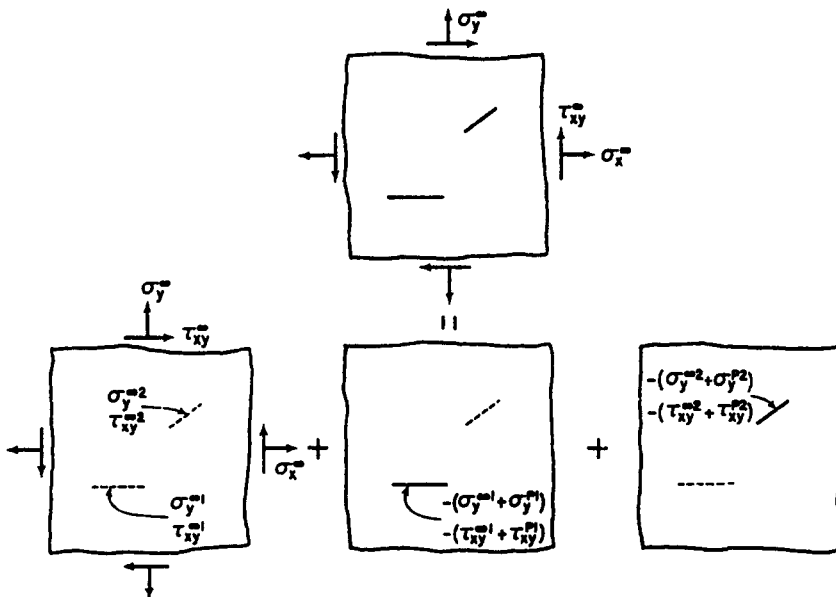 σy∞
τxy∞
σx∞
=
σy∞
τxy∞
σy∞2
τxy∞2
σx∞
σy∞1
τxy∞1
+
-(σy∞1+σyP1)
-(τxy∞1+τxyP1)
+
-(σy∞2+σyP2)
-(τxy∞2+τxyP2)